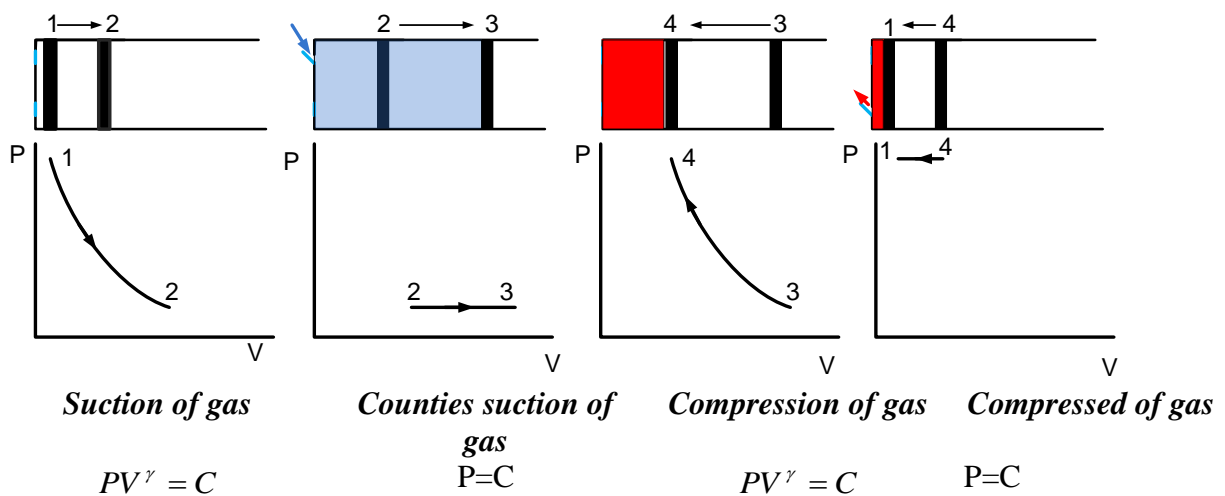 1 2
2 3
4 3
1 4
P 1 2 V
P 2 3 V
P 4 3 V
P 1 4 V
Suction of gas
Counties suction of
gas
Compression of gas
Compressed of gas
PV^γ = C
P=C
PV^γ = C
P=C